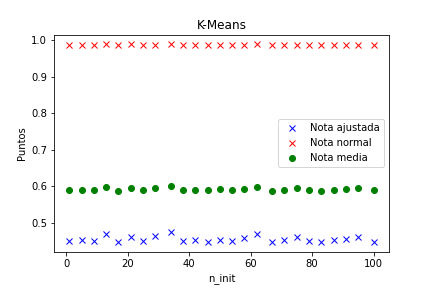 K-Means
1.0
0.9
0.8
0.7
0.6
0.5
Puntos
Nota ajustada
Nota normal
Nota media
0 20 40 60 80 100
n_init